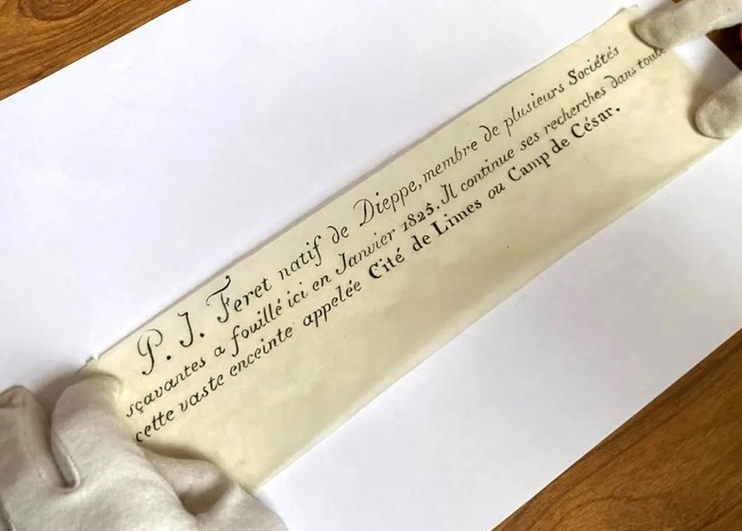 P. J. Feret natif de Dieppe, membre de plusieurs Sociétés
sçavantes a fouillé ici en Janvier 1825. Il continue ses recherches dans toute
cette vaste enceinte appelée Cité de Limes ou Camp de César.